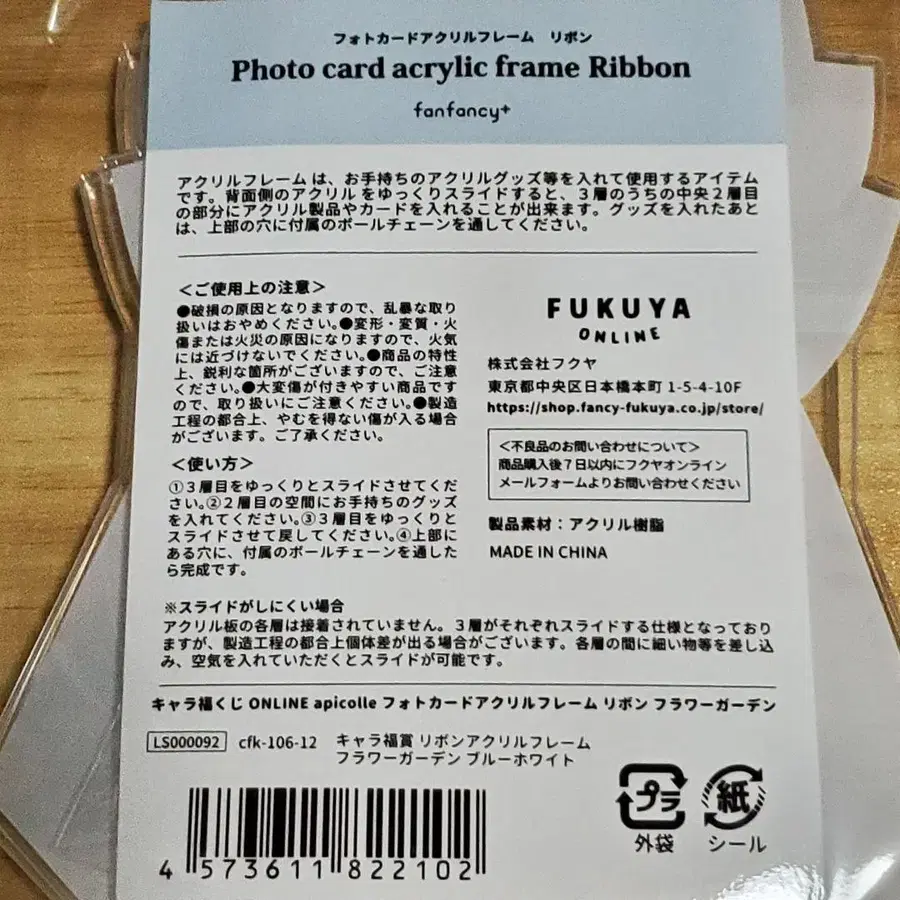 フォトカードアクリルフレーム リボン
Photo card acrylic frame Ribbon
fanfancy+
アクリルフレームは、お手持ちのアクリルグッズ等を入れて使用するアイテム
です。背面側のアクリルをゆっくりスライドすると、3層のうちの中央2層目
の部分にアクリル製品やカードを入れることが出来ます。グッズを入れたあと
は、上部の穴に付属のボールチェーンを通してください。
＜ご使用上の注意＞
●破損の原因となりますので、乱暴な取り
扱いはおやめください。●変形・変質・火
傷または火災の原因になりますので、火気
には近づけないでください。●商品の特性
上、鋭利な箇所がございますので、ご注意
ください。●大変傷が付きやすい商品です
ので、取り扱いにご注意ください。●製造
工程の都合上、やむを得ない傷が入る場合
がございます。ご了承ください。
＜使い方＞
①3層目をゆっくりとスライドさせてくだ
さい。②2層目の空間にお手持ちのグッズ
を入れてください。③3層目をゆっくりと
スライドさせて戻してください。④上部に
ある穴に、付属のボールチェーンを通した
ら完成です。
FUKUYA
ONLINE
株式会社フクヤ
東京都中央区日本橋本町 1-5-4-10F
https://shop.fancy-fukuya.co.jp/store/
＜不良品のお問い合わせについて＞
商品購入後7日以内にフクヤオンライン
メールフォームよりお問い合わせください
製品素材：アクリル樹脂
MADE IN CHINA
※スライドがしにくい場合
アクリル板の各層は接着されていません。3層がそれぞれスライドする仕様となっており
ますが、製造工程の都合上個体差が出る場合がございます。各層の間に細い物等を差し込
み、空気を入れていただくとスライドが可能です。
キャラ福くじ ONLINE apicolle フォトカードアクリルフレーム リボン フラワーガーデン
LS000092 cfk-106-12 キャラ福賞 リボンアクリルフレーム
フラワーガーデン ブルーホワイト
4 573611 822102
プラ
外袋
紙
シール